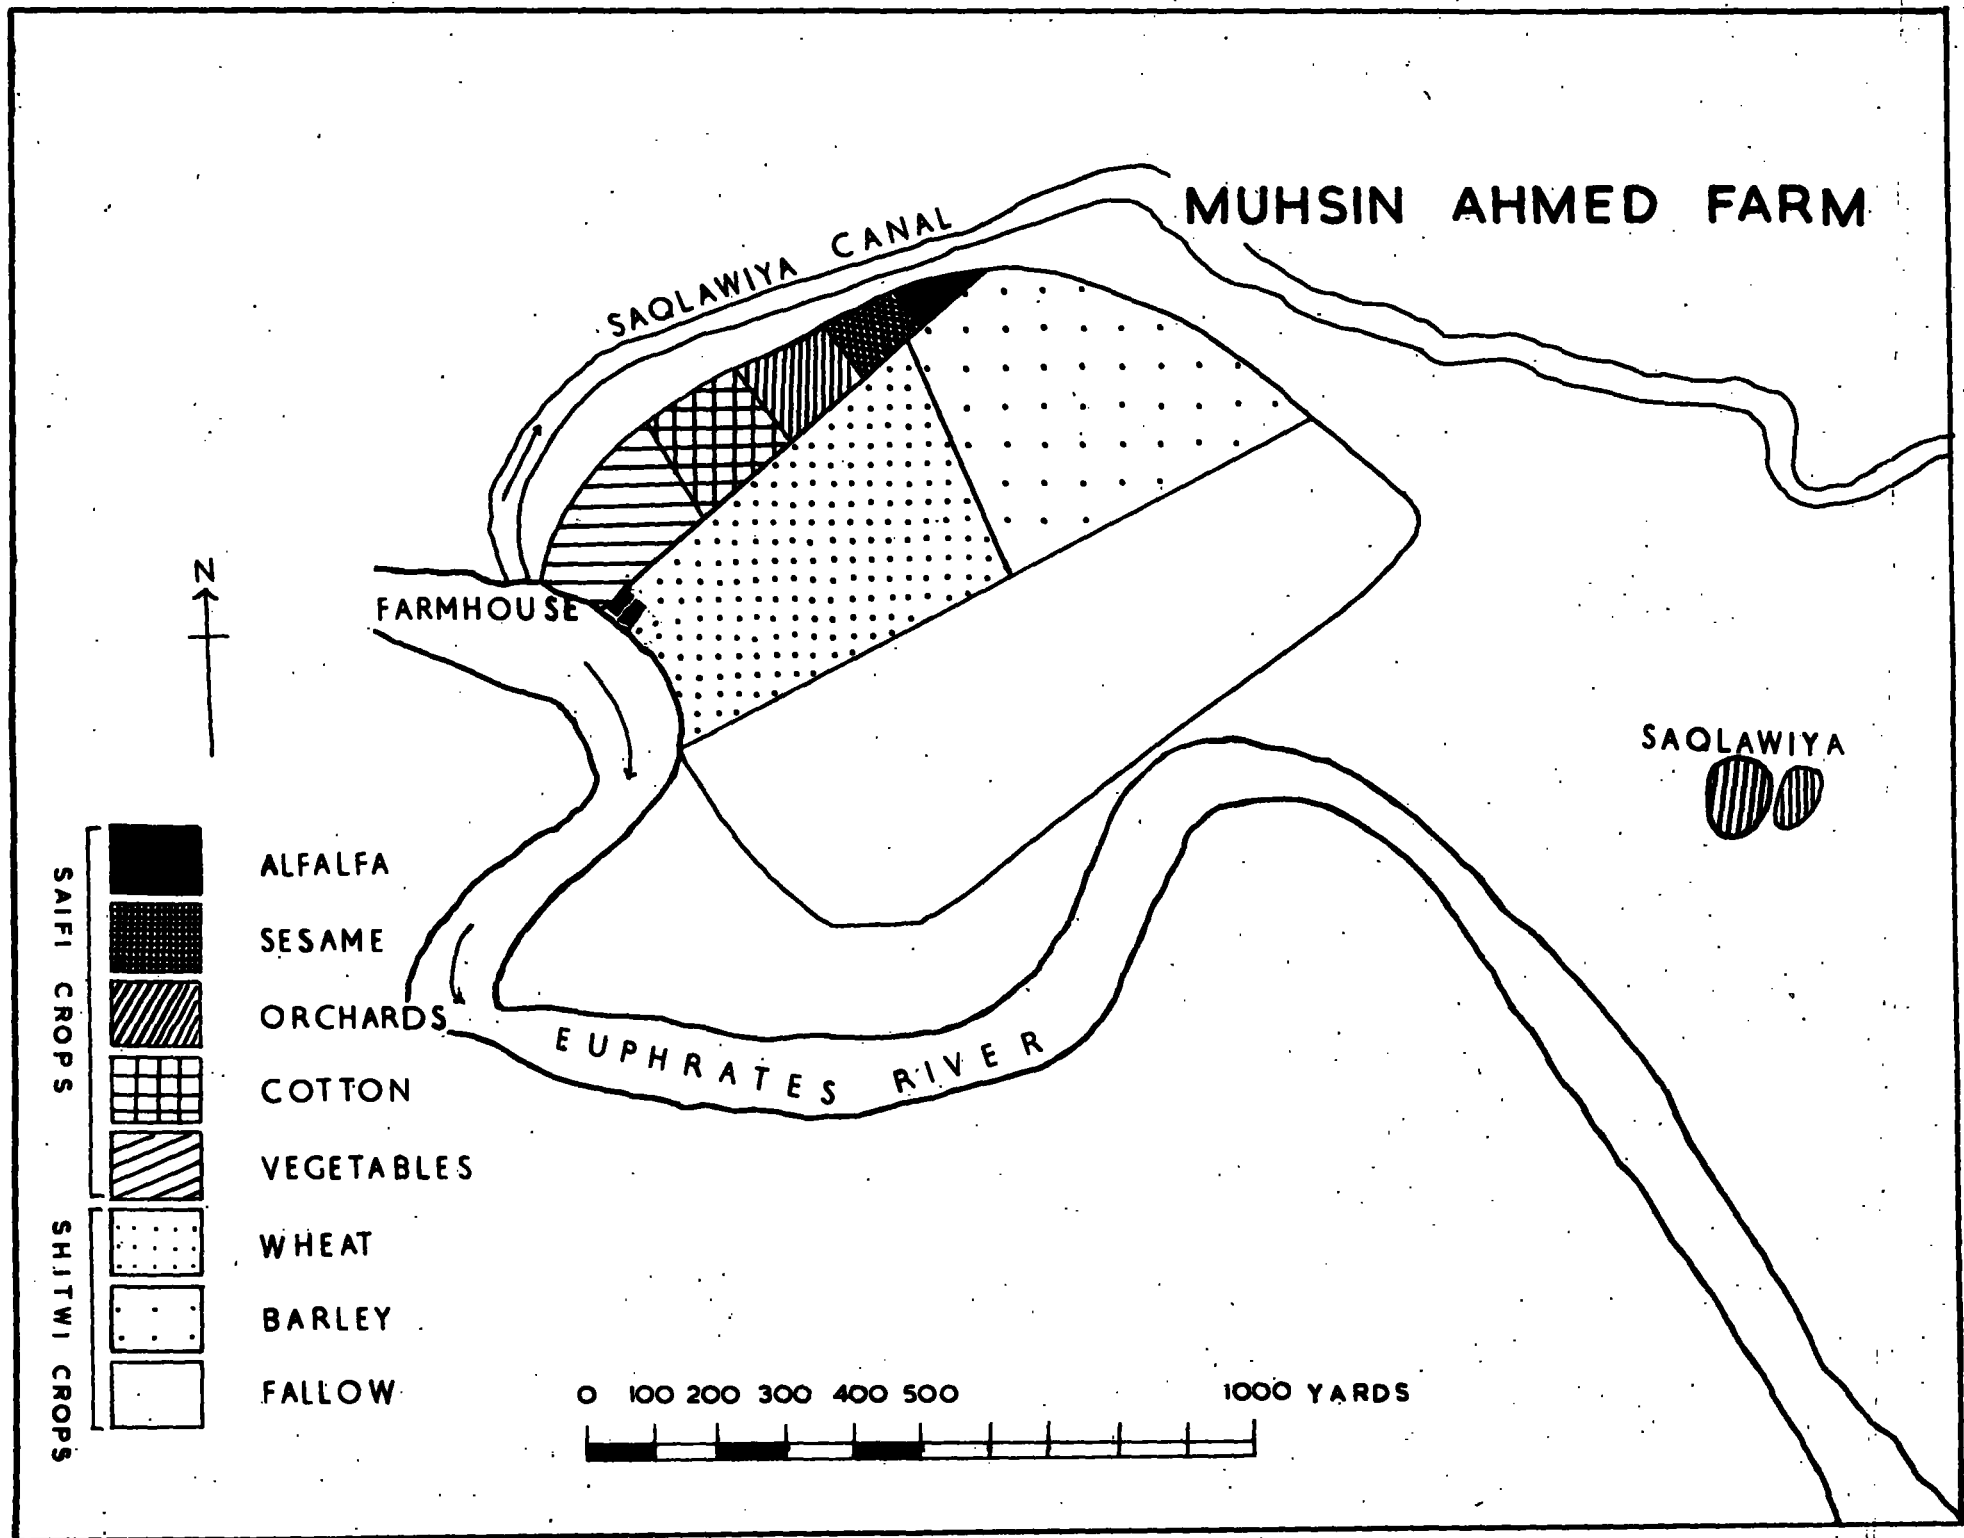 MUHSIN AHMED FARM
SAQLAWIYA CANAL
N
FARMHOUSE
SAQLAWIYA
EUPHRATES RIVER
SAIFI CROPS
ALFALFA
SESAME
ORCHARDS
COTTON
VEGETABLES
SHITWI CROPS
WHEAT
BARLEY
FALLOW
0 100 200 300 400 500 1000 YARDS